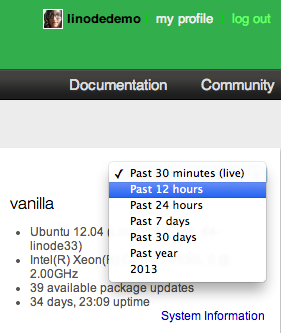 linodedemo my profile log out
Documentation Community
Past 30 minutes (live)
Past 12 hours
Past 24 hours
Past 7 days
Past 30 days
Past year
2013
vanilla
Ubuntu 12.04
linode33)
Intel(R) Xeon(
2.00GHz
39 available package updates
34 days, 23:09 uptime
System Information